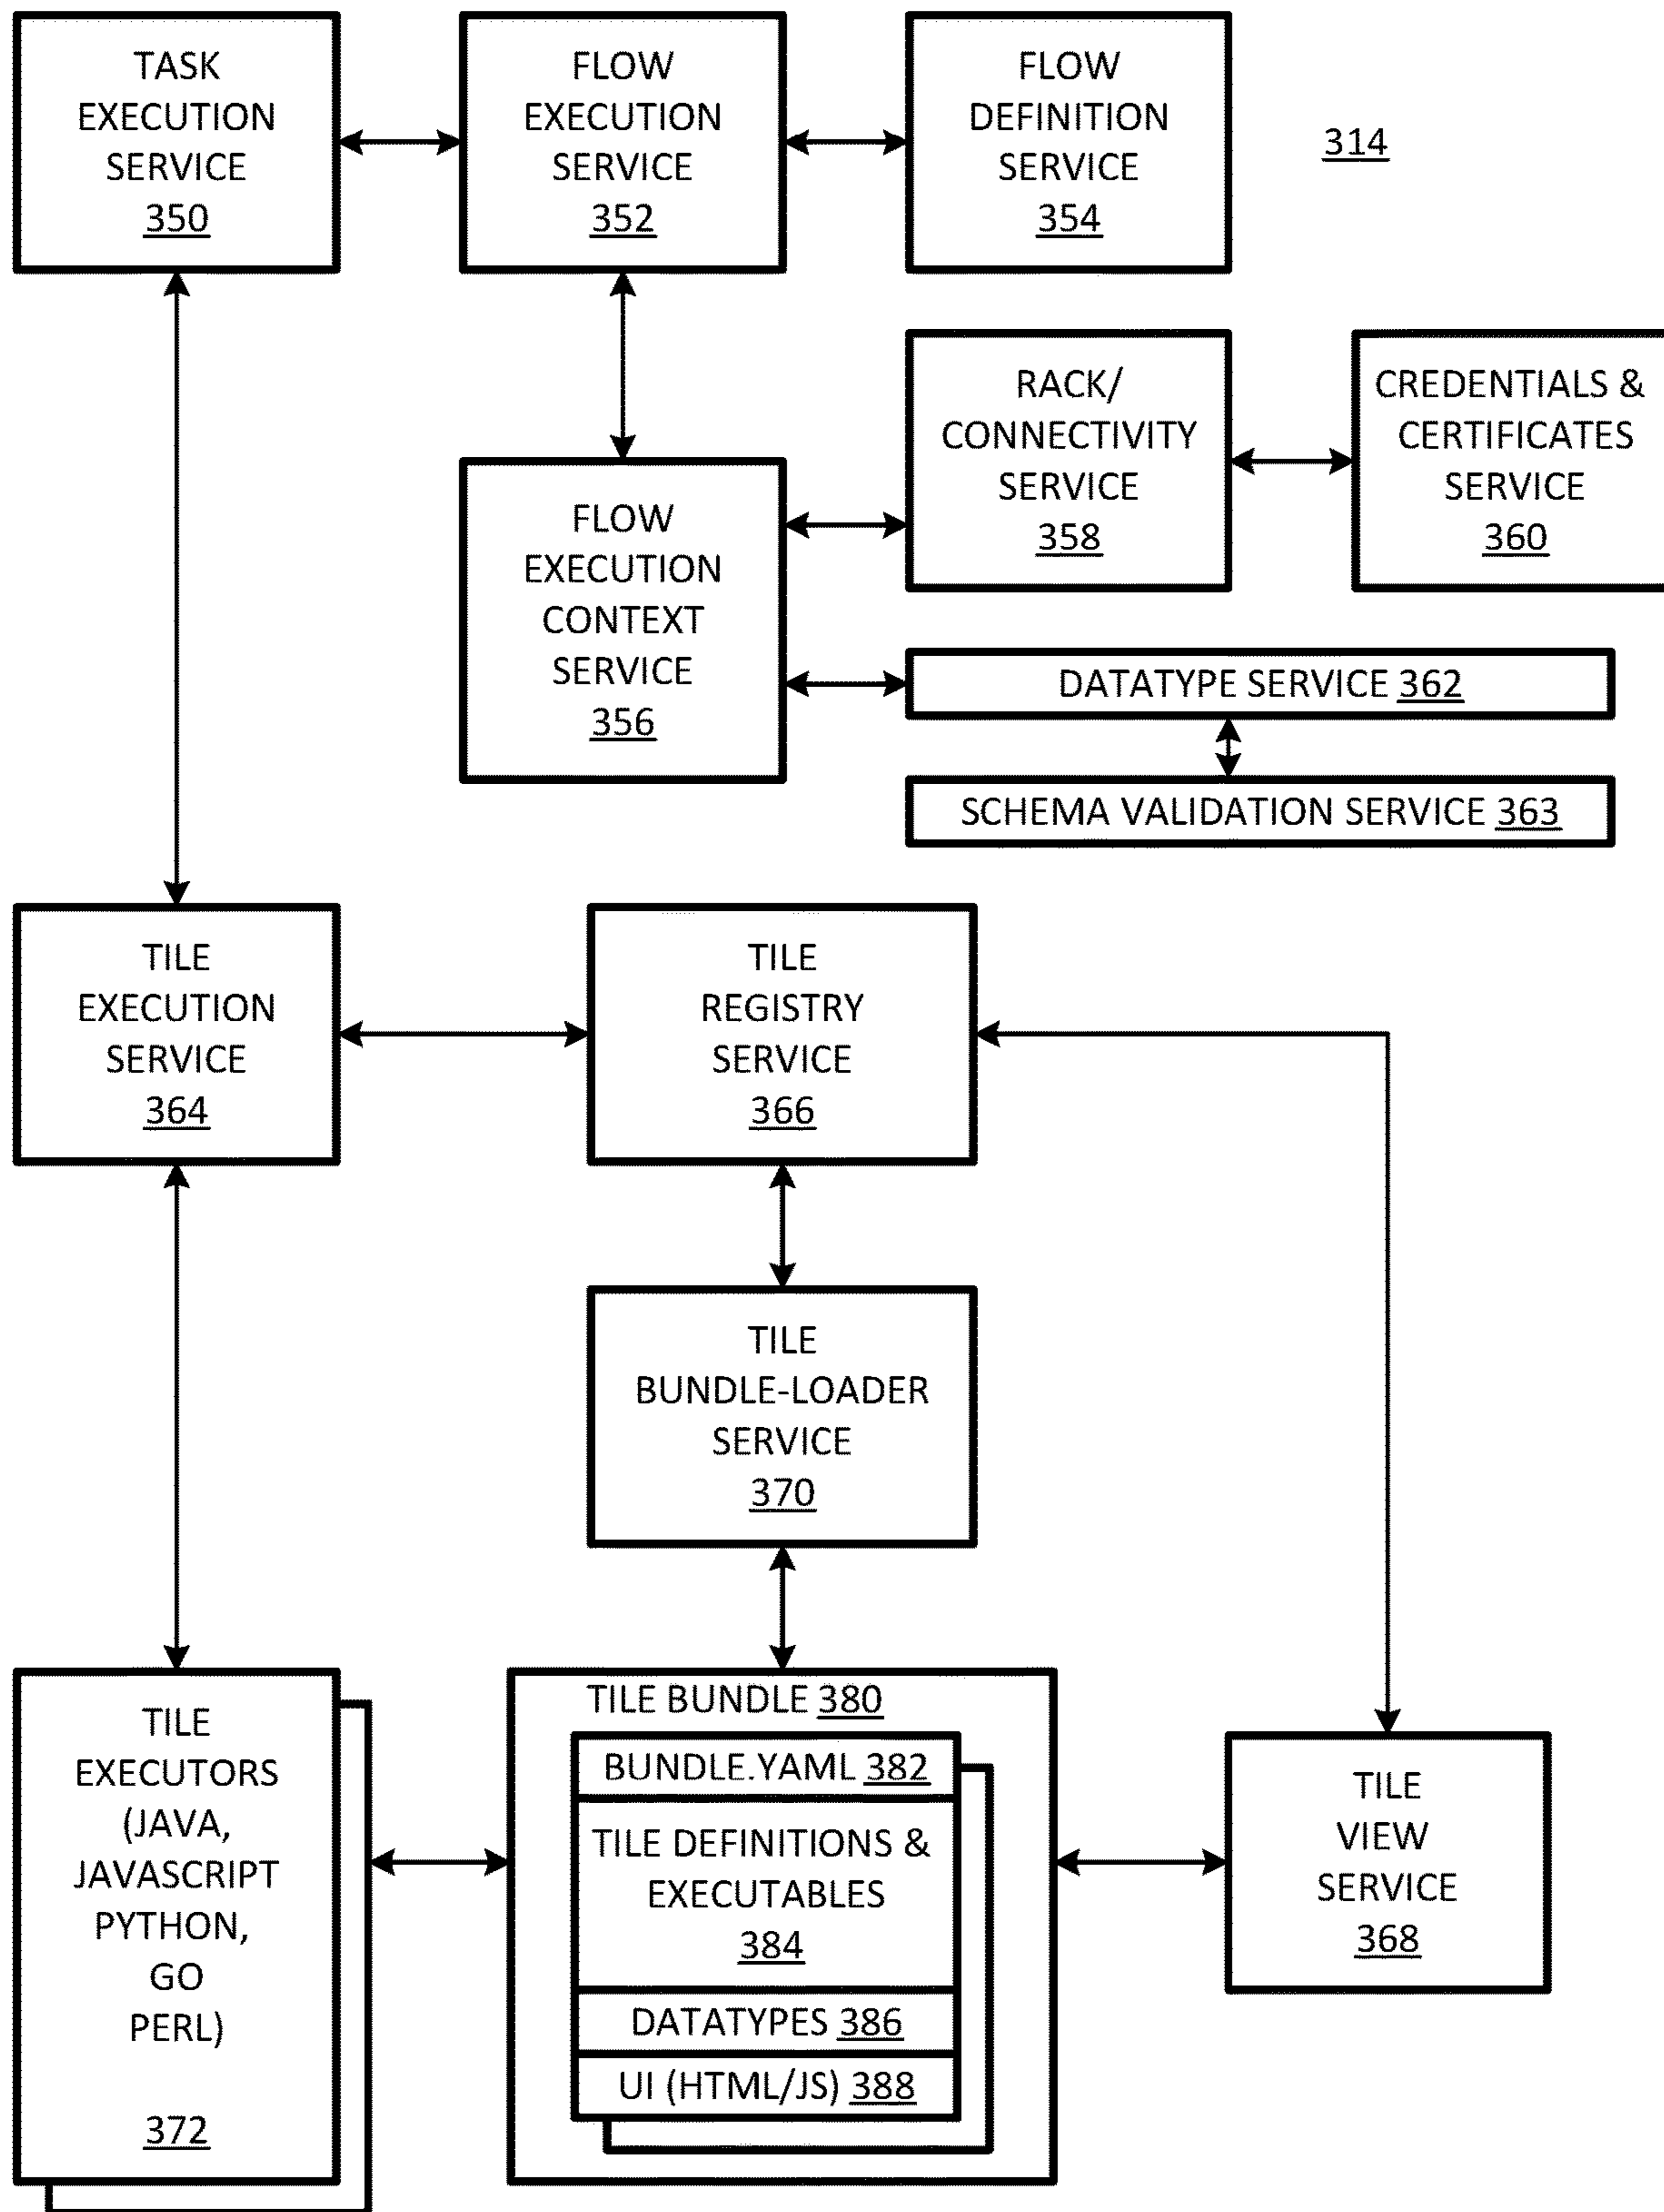 TASK
EXECUTION
SERVICE
350
FLOW
EXECUTION
SERVICE
352
FLOW
DEFINITION
SERVICE
354
314
RACK/
CONNECTIVITY
SERVICE
358
CREDENTIALS &
CERTIFICATES
SERVICE
360
FLOW
EXECUTION
CONTEXT
SERVICE
356
DATATYPE SERVICE 362
SCHEMA VALIDATION SERVICE 363
TILE
EXECUTION
SERVICE
364
TILE
REGISTRY
SERVICE
366
TILE
BUNDLE-LOADER
SERVICE
370
TILE
EXECUTORS
(JAVA,
JAVASCRIPT
PYTHON,
GO
PERL)
372
TILE BUNDLE 380
BUNDLE.YAML 382
TILE DEFINITIONS &
EXECUTABLES
384
DATATYPES 386
UI (HTML/JS) 388
TILE
VIEW
SERVICE
368